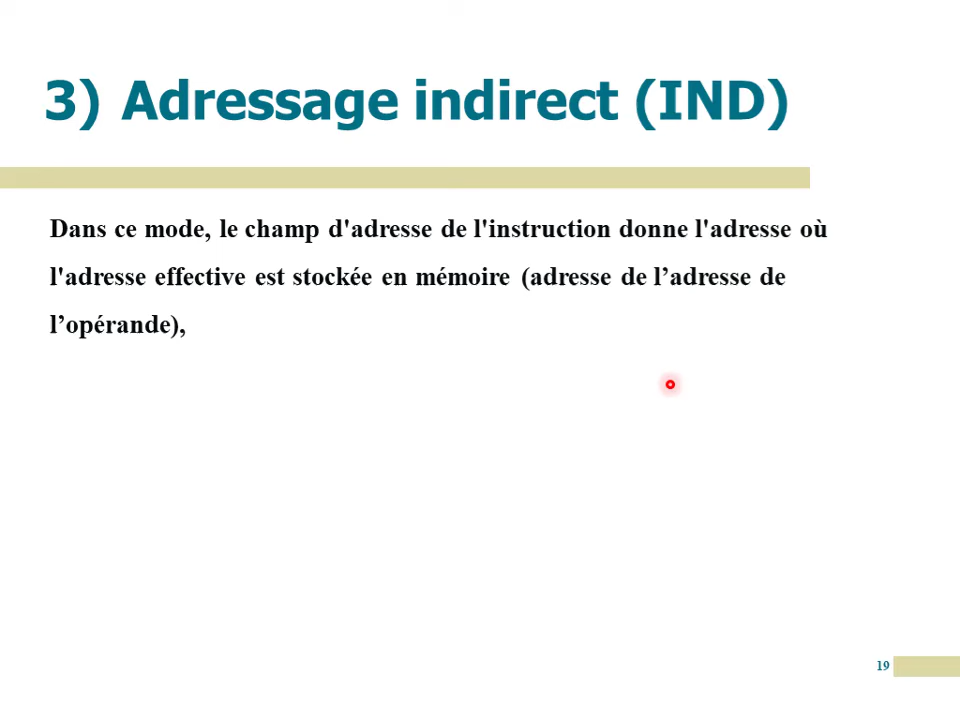 3) Adressage indirect (IND)
Dans ce mode, le champ d'adresse de l'instruction donne l'adresse où
l'adresse effective est stockée en mémoire (adresse de l’adresse de
l’opérande),
19